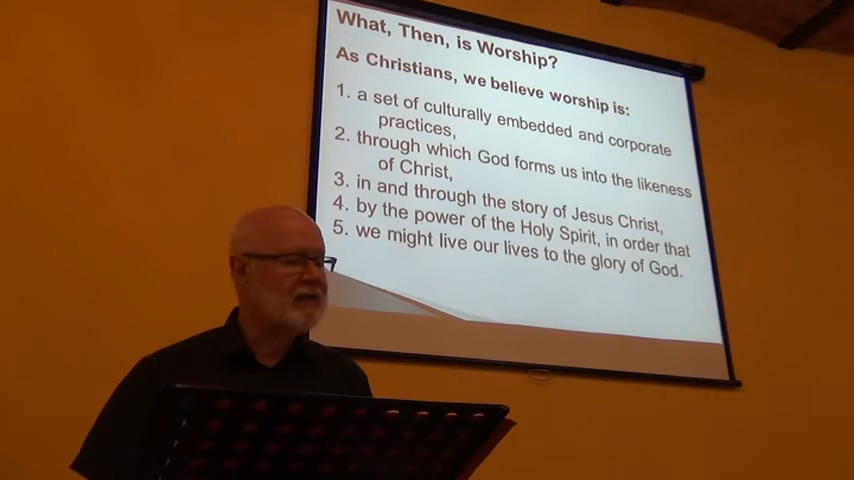 What, Then, is Worship?
As Christians, we believe worship is:
1. a set of culturally embedded and corporate
practices,
2. through which God forms us into the likeness
of Christ,
3. in and through the story of Jesus Christ,
4. by the power of the Holy Spirit, in order that
5. we might live our lives to the glory of God.